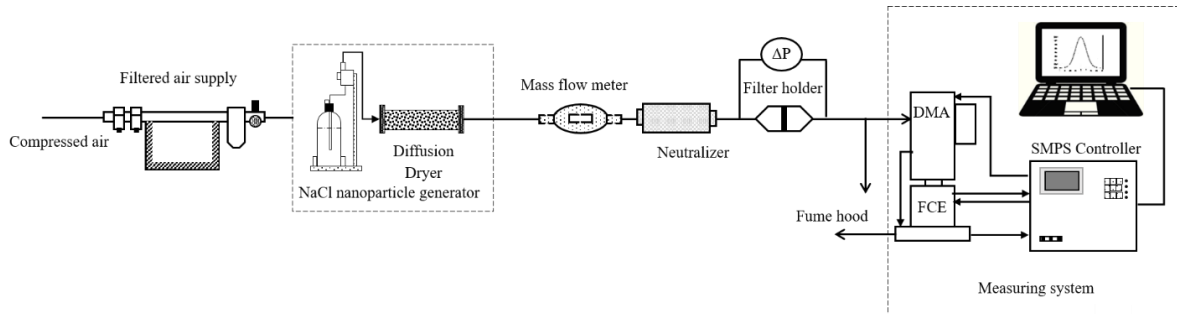 Filtered air supply
Compressed air
Diffusion
Dryer
NaCl nanoparticle generator
Mass flow meter
Neutralizer
ΔP
Filter holder
Fume hood
DMA
FCE
SMPS Controller
Measuring system